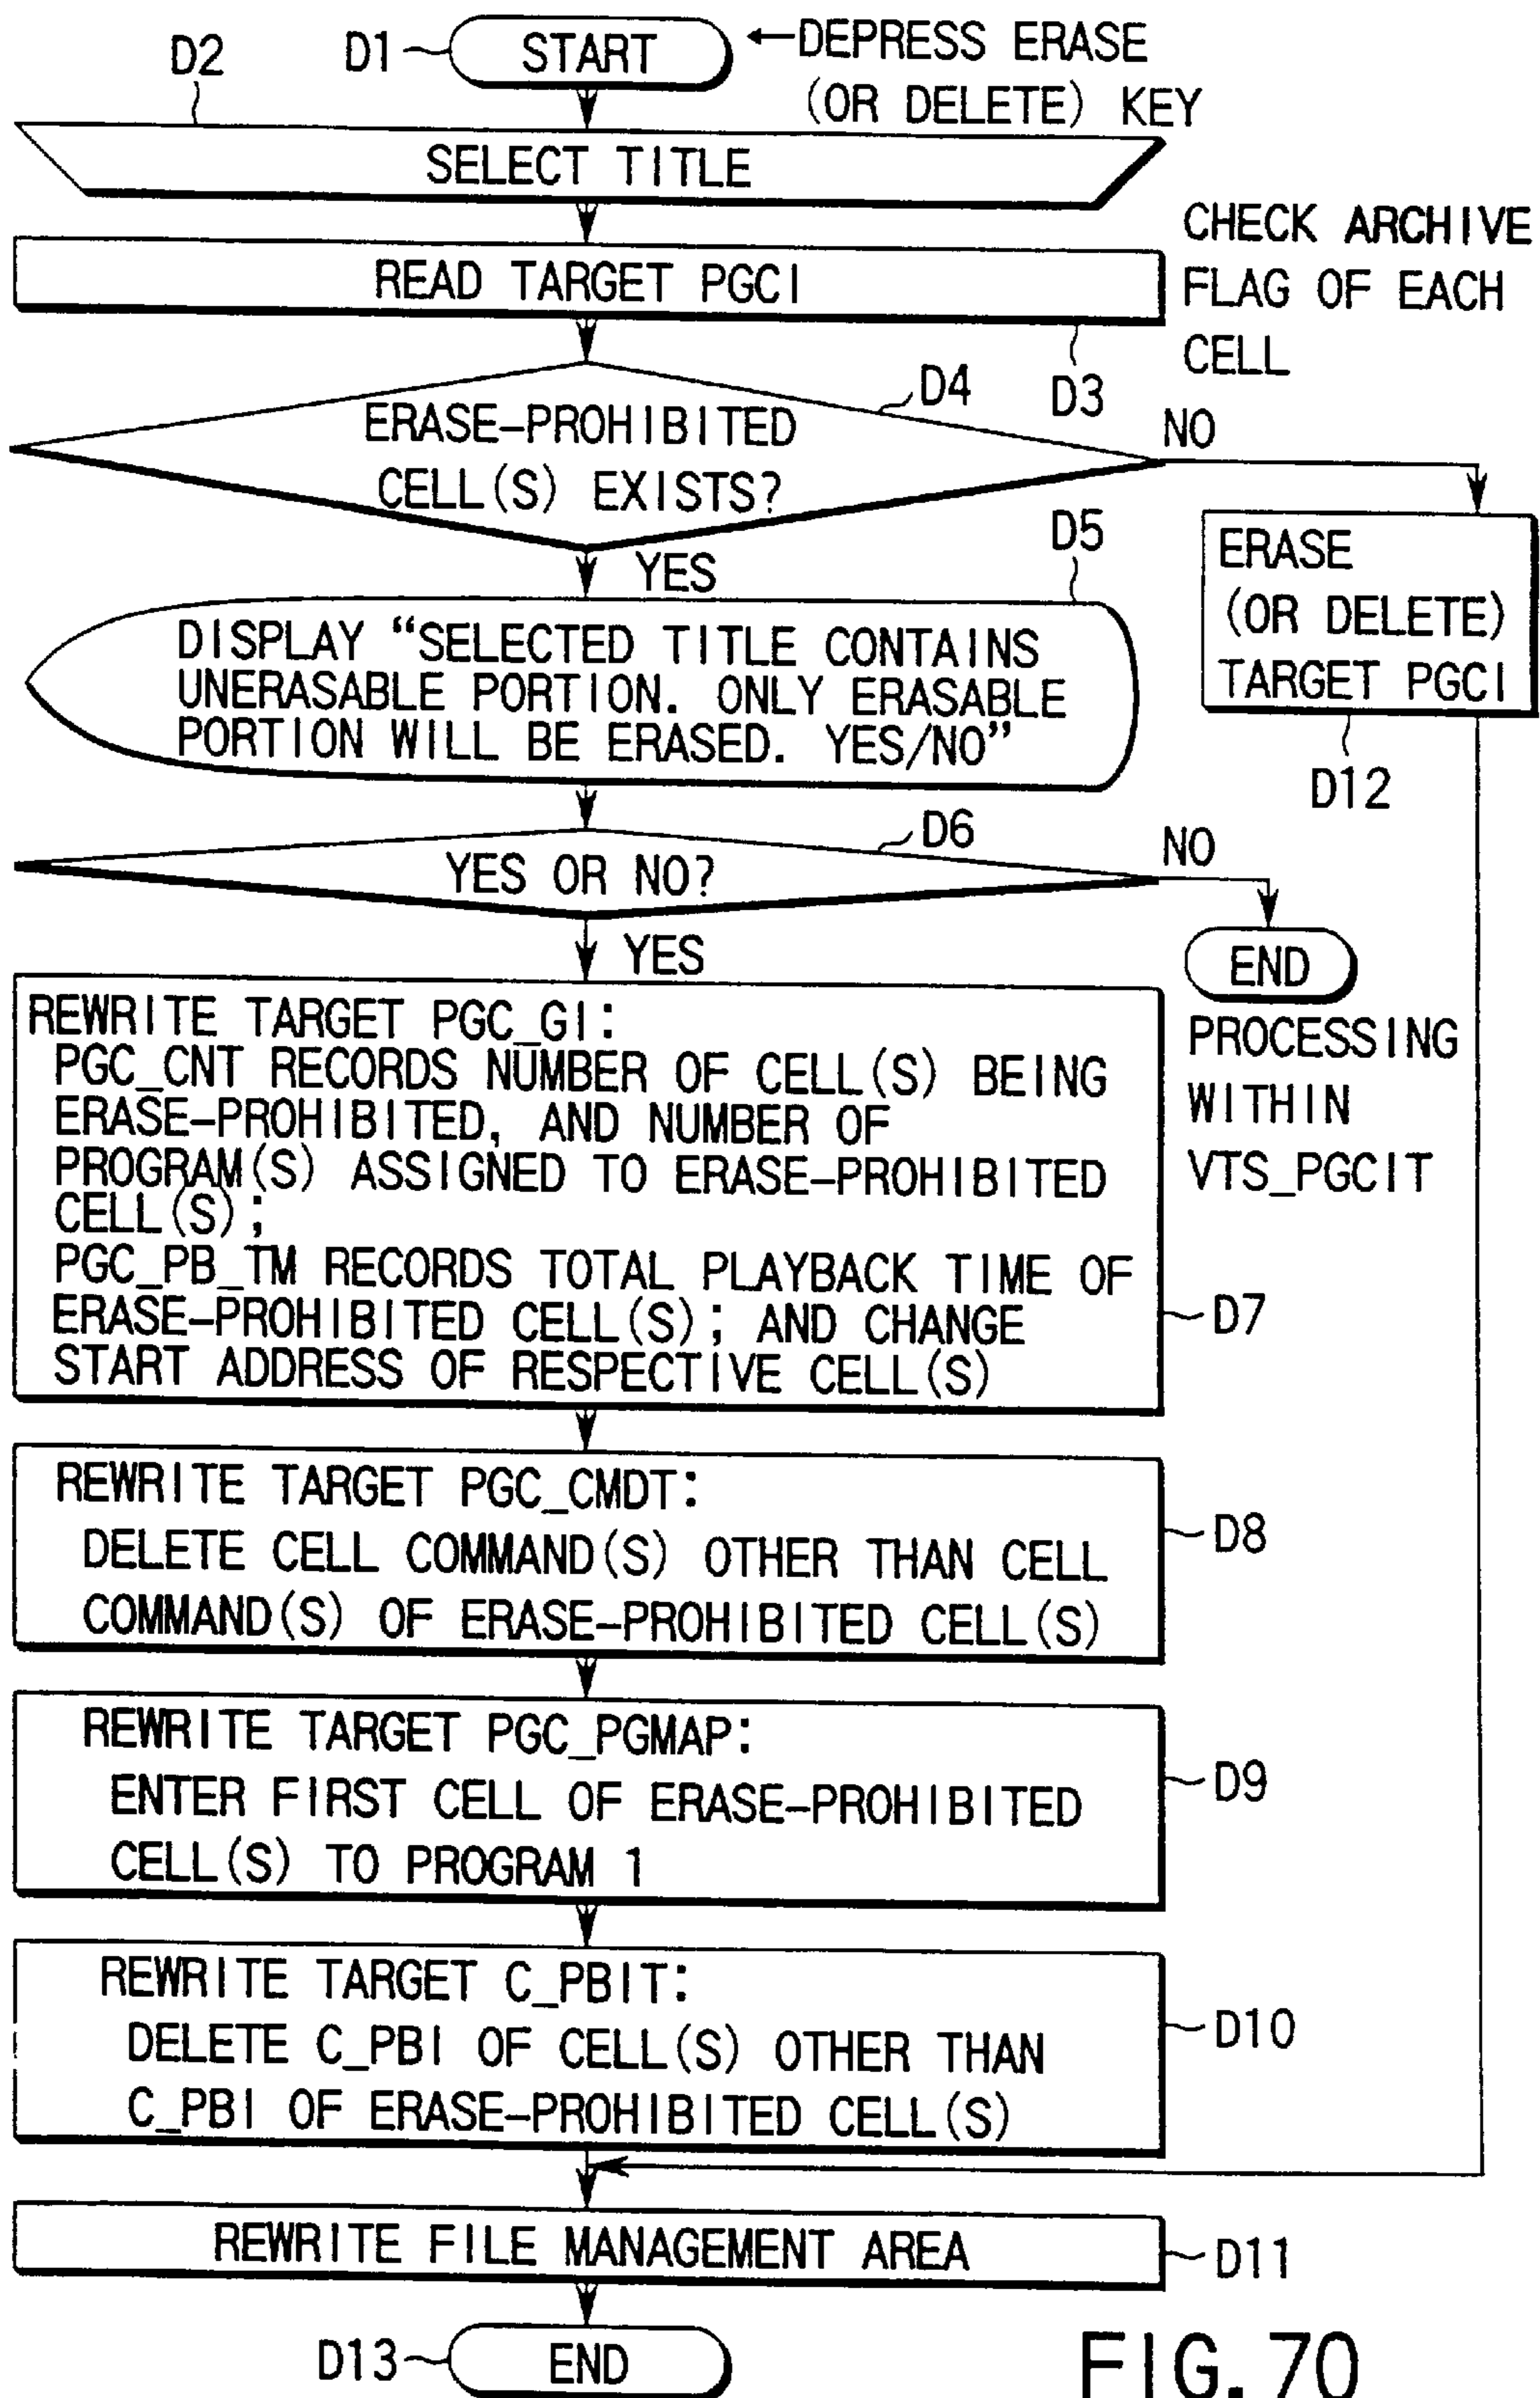 D2
D1
START
←DEPRESS ERASE
(OR DELETE) KEY
SELECT TITLE
READ TARGET PGCI
CHECK ARCHIVE
FLAG OF EACH
CELL
D3
D4
ERASE-PROHIBITED
CELL(S) EXISTS?
NO
YES
D5
ERASE
(OR DELETE)
TARGET PGCI
D12
DISPLAY “SELECTED TITLE CONTAINS
UNERASABLE PORTION. ONLY ERASABLE
PORTION WILL BE ERASED. YES/NO”
D6
YES OR NO?
NO
YES
END
PROCESSING
WITHIN
VTS_PGCIT
REWRITE TARGET PGC_GI:
PGC_CNT RECORDS NUMBER OF CELL(S) BEING
ERASE-PROHIBITED, AND NUMBER OF
PROGRAM(S) ASSIGNED TO ERASE-PROHIBITED
CELL(S);
PGC_PB_TM RECORDS TOTAL PLAYBACK TIME OF
ERASE-PROHIBITED CELL(S); AND CHANGE
START ADDRESS OF RESPECTIVE CELL(S)
D7
REWRITE TARGET PGC_CMDT:
DELETE CELL COMMAND(S) OTHER THAN CELL
COMMAND(S) OF ERASE-PROHIBITED CELL(S)
D8
REWRITE TARGET PGC_PGMAP:
ENTER FIRST CELL OF ERASE-PROHIBITED
CELL(S) TO PROGRAM 1
D9
REWRITE TARGET C_PBIT:
DELETE C_PBI OF CELL(S) OTHER THAN
C_PBI OF ERASE-PROHIBITED CELL(S)
D10
REWRITE FILE MANAGEMENT AREA
D11
D13
END
FIG. 70